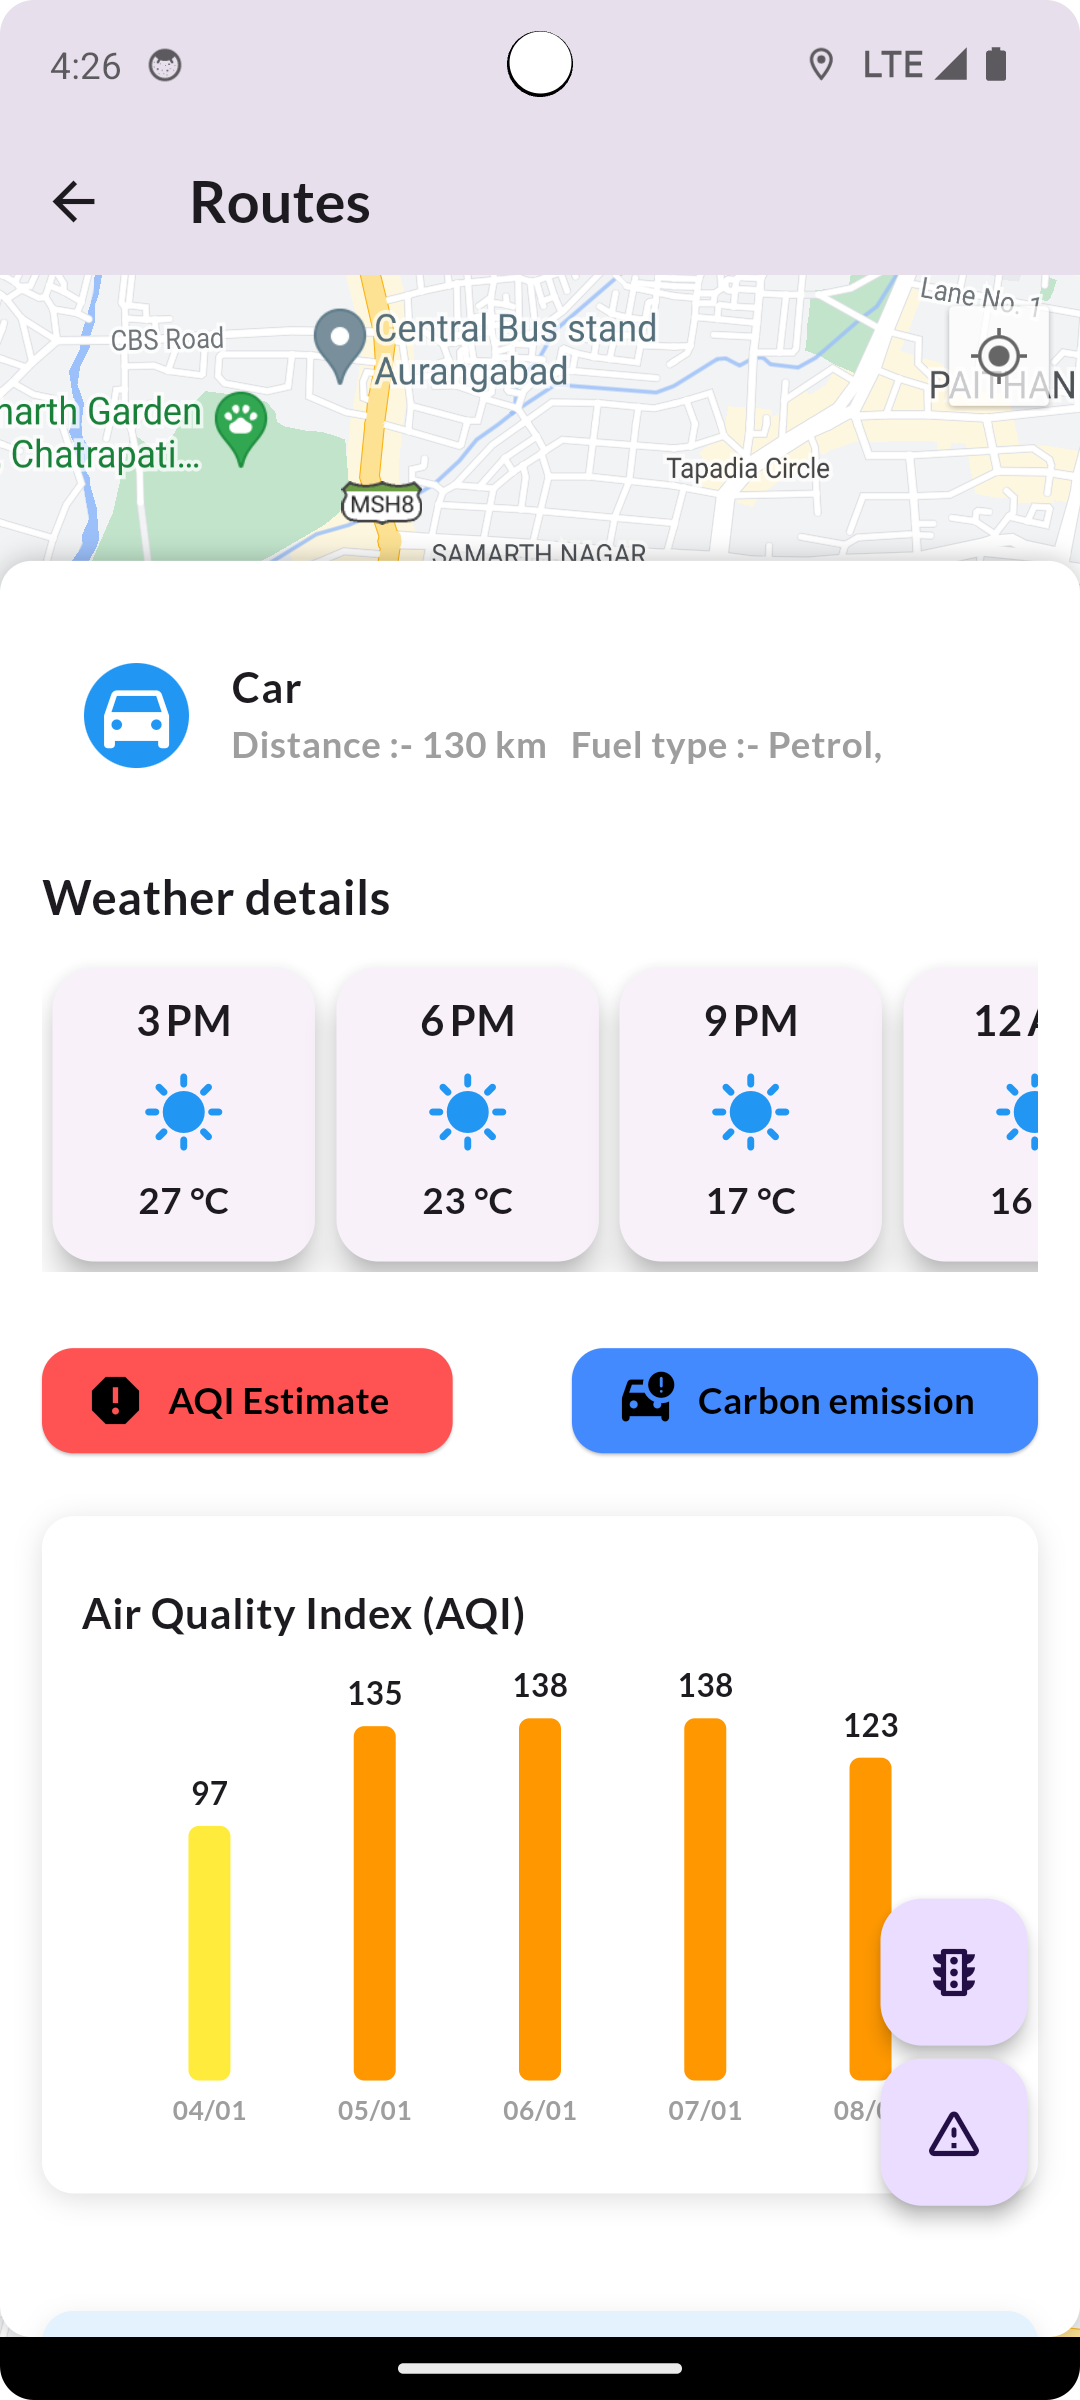 4:26
LTE
Routes
Lane No. 1
CBS Road
Central Bus stand
Aurangabad
PAITHAN
narth Garden
Chatrapati...
Tapadia Circle
MSH8
SAMARTH NAGAR
Car
Distance :- 130 km Fuel type :- Petrol,
Weather details
3 PM 6 PM 9 PM 12 A
27 °C 23 °C 17 °C 16
AQI Estimate Carbon emission
Air Quality Index (AQI)
97 135 138 138 123
04/01 05/01 06/01 07/01 08/0